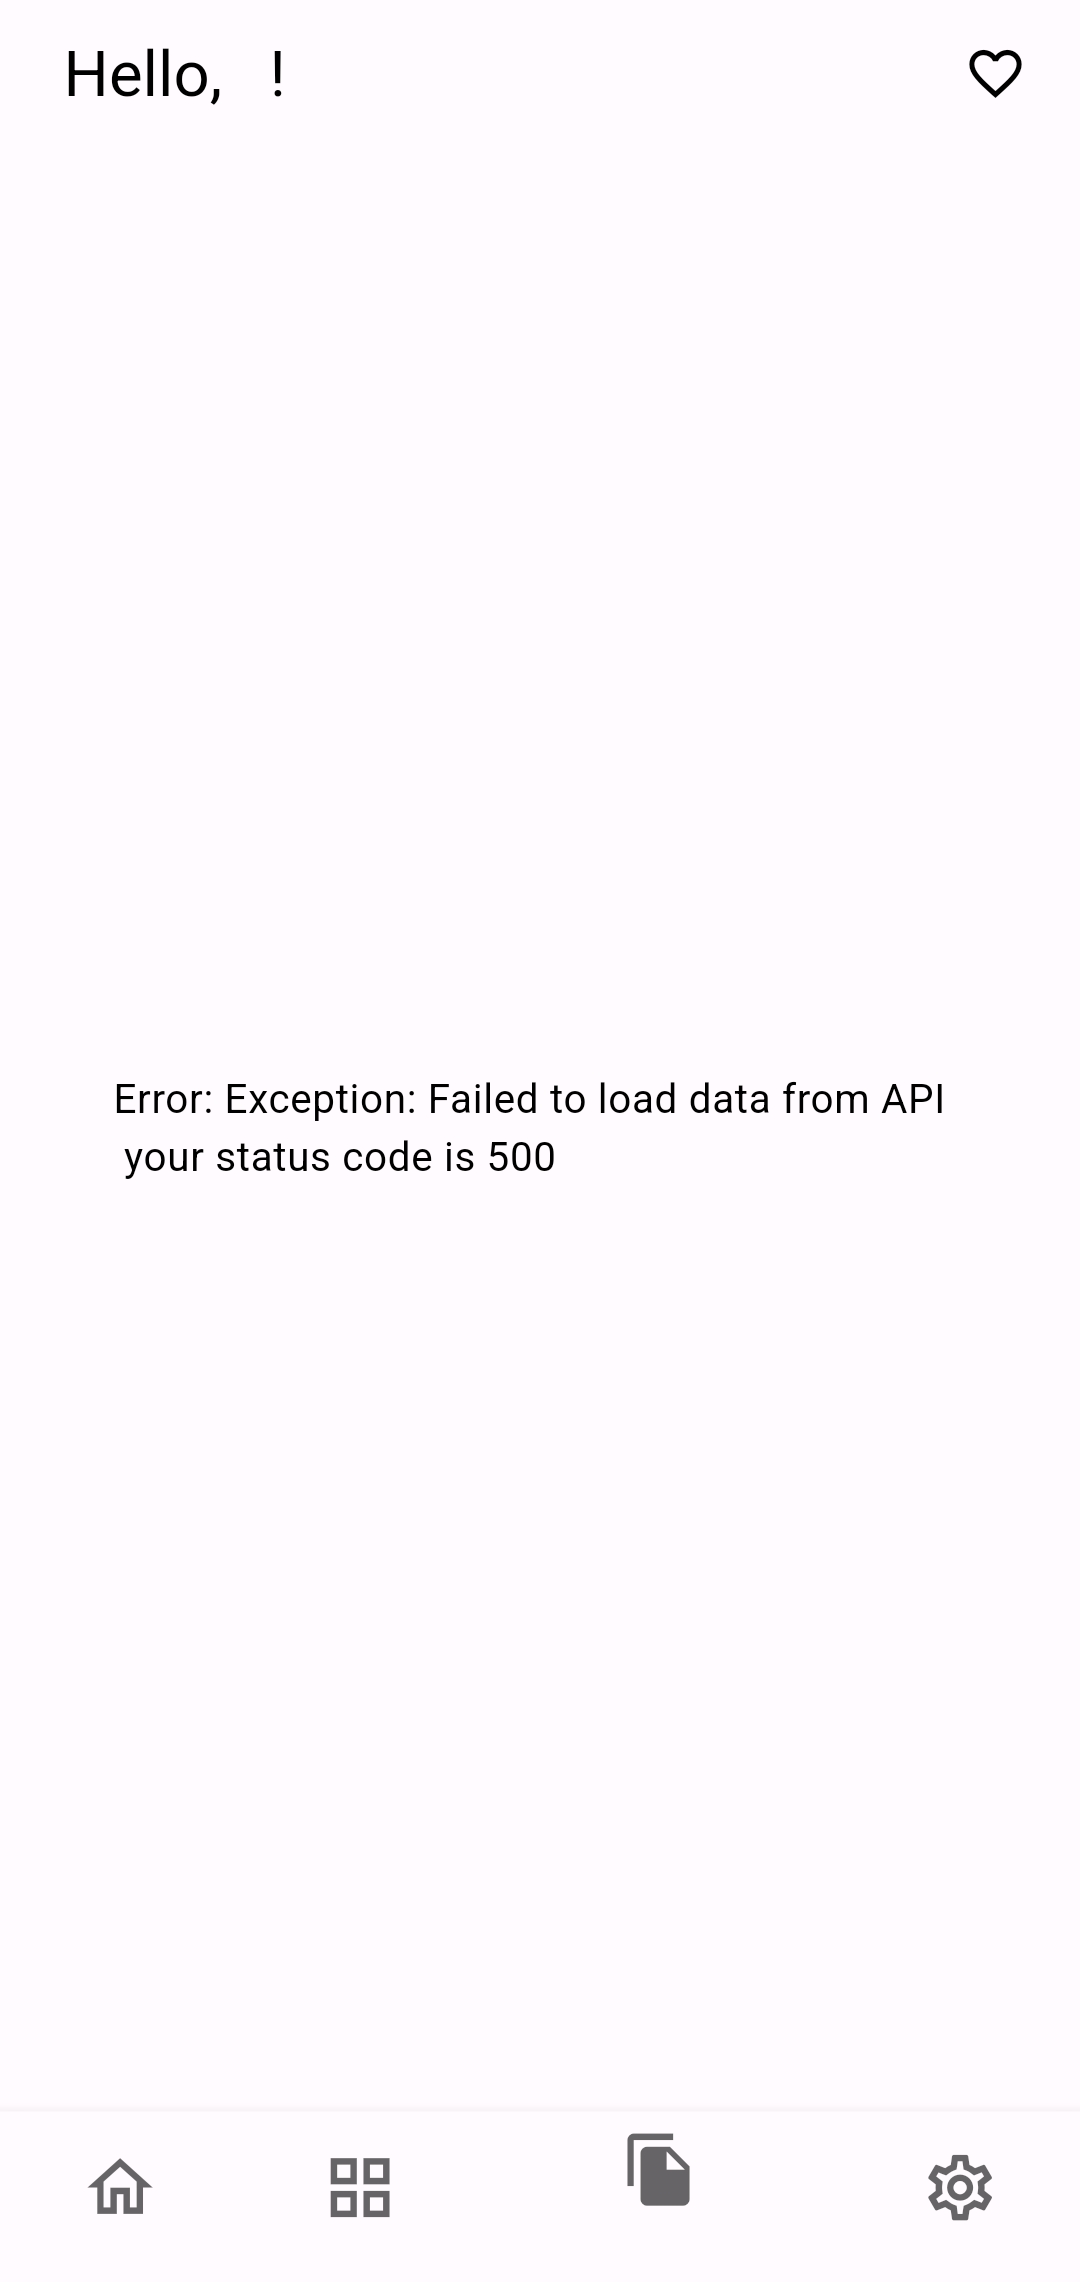 Hello,   !
Error: Exception: Failed to load data from API
your status code is 500